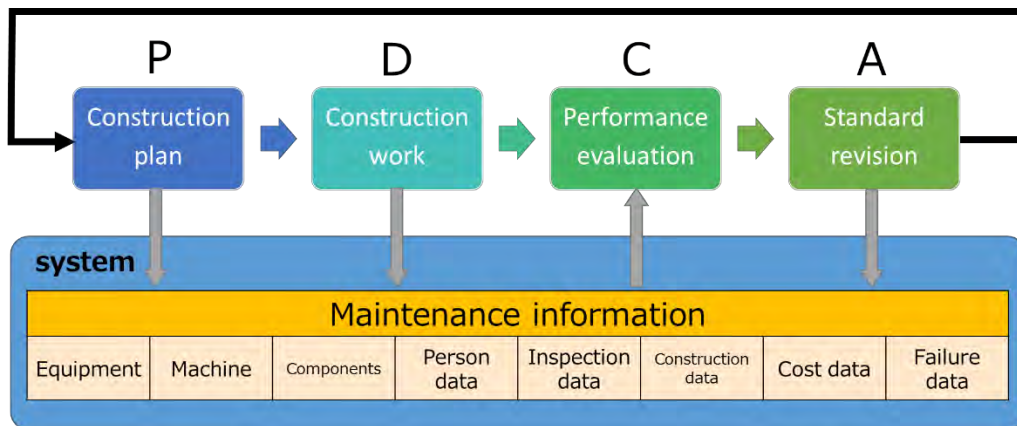 P
D
C
A
Construction
plan
Construction
work
Performance
evaluation
Standard
revision
system
Maintenance information
Equipment
Machine
Components
Person
data
Inspection
data
Construction
data
Cost data
Failure
data